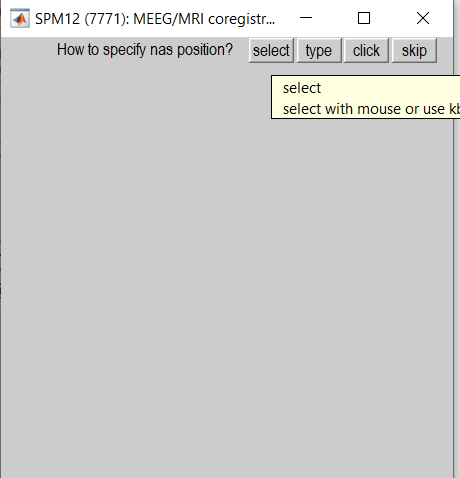 SPM12 (7771): MEEG/MRI coregistr...
How to specify nas position? select type click skip
select
select with mouse or use kb